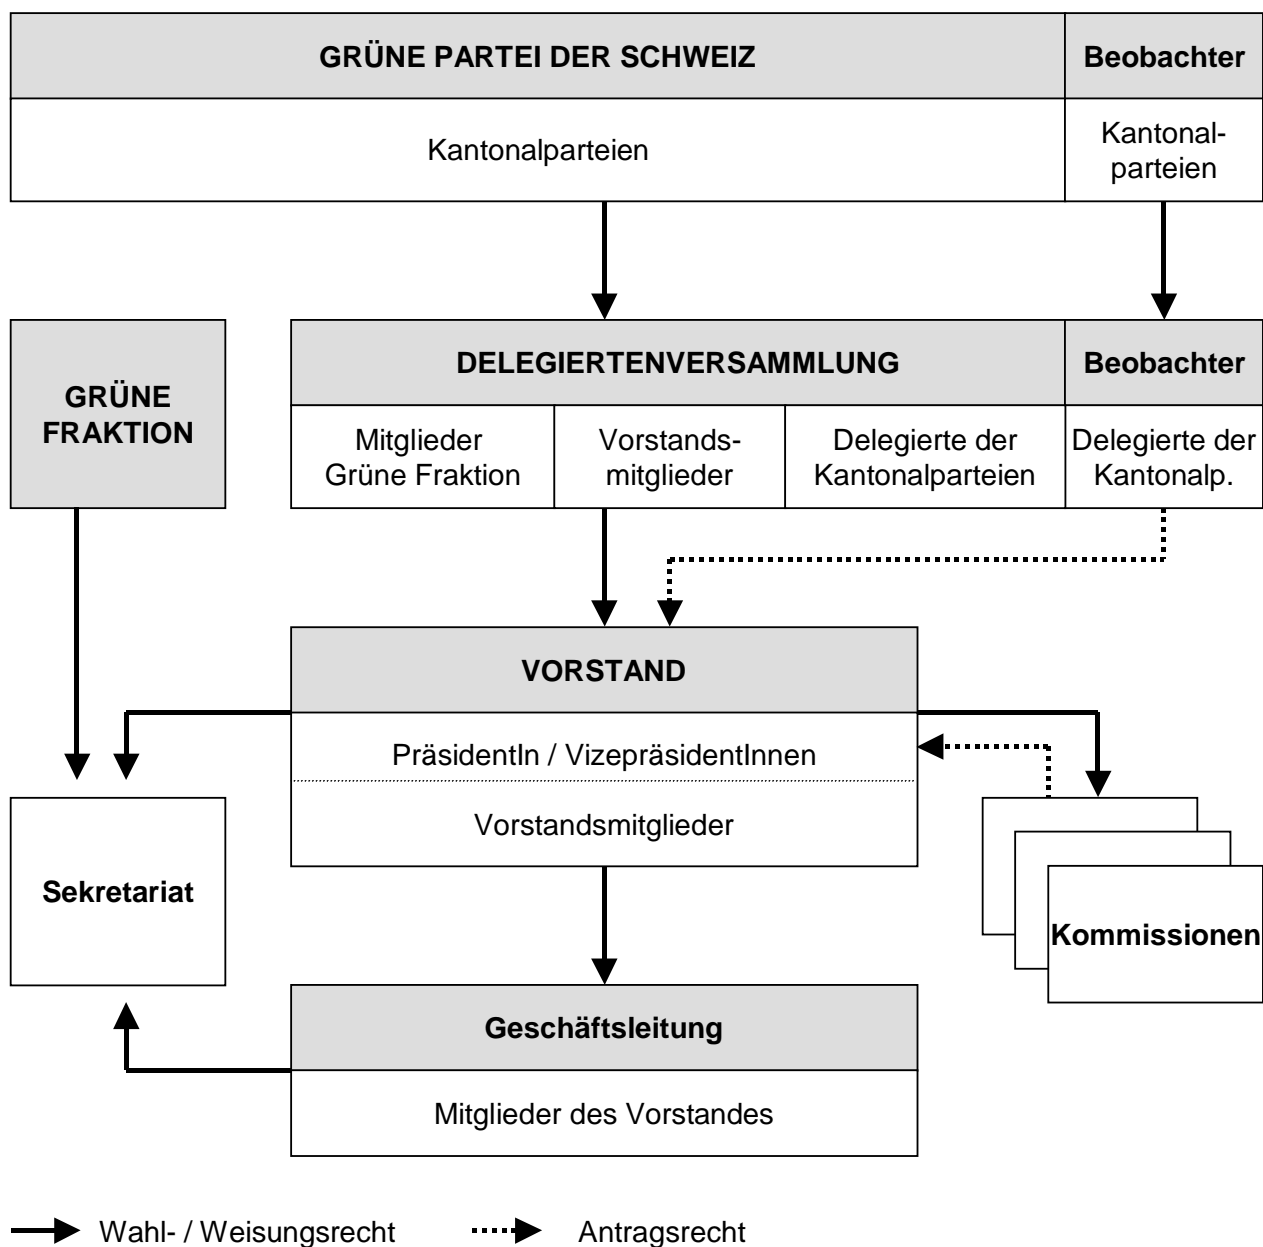 GRÜNE PARTEI DER SCHWEIZ
Beobachter
Kantonalparteien
Kantonal-
parteien
GRÜNE
FRAKTION
DELEGIERTENVERSAMMLUNG
Beobachter
Mitglieder
Grüne Fraktion
Vorstands-
mitglieder
Delegierte der
Kantonalparteien
Delegierte der
Kantonalp.
VORSTAND
PräsidentIn / VizepräsidentInnen
Vorstandsmitglieder
Sekretariat
Kommissionen
Geschäftsleitung
Mitglieder des Vorstandes
Wahl- / Weisungsrecht
Antragsrecht